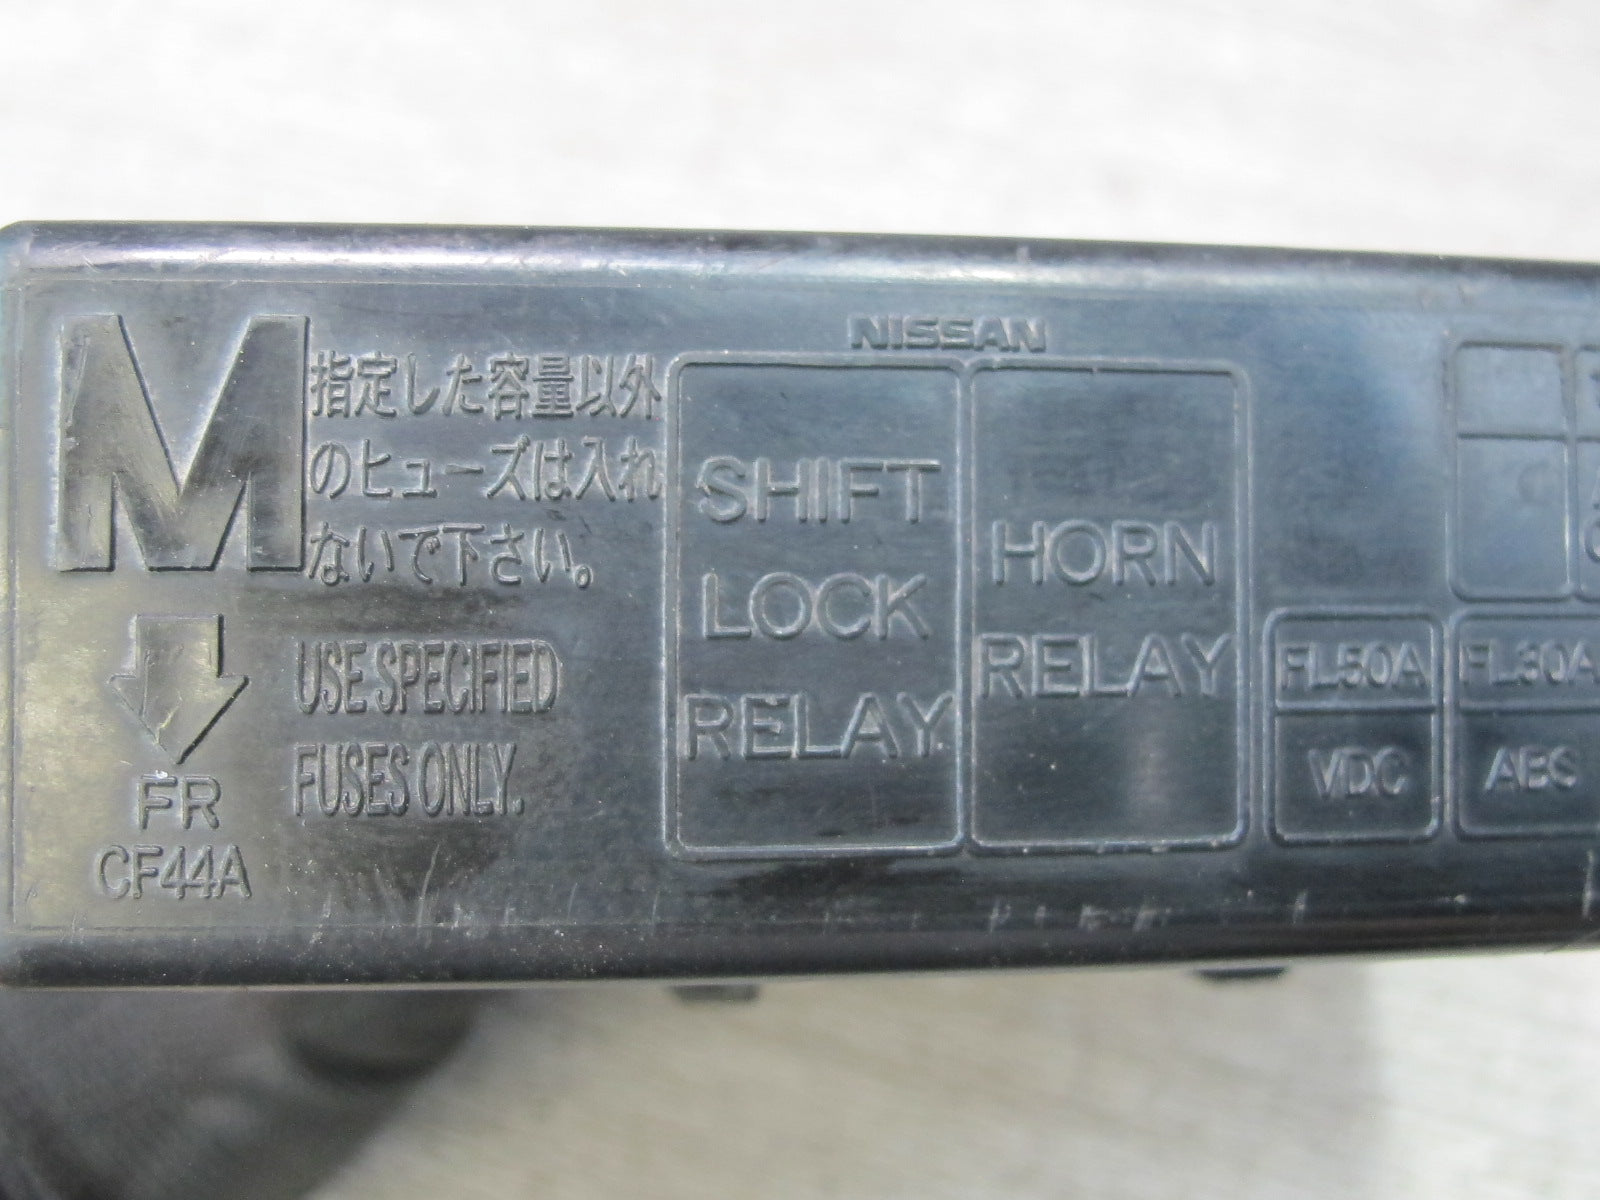 M
指定した容量以外
のヒューズは入れ
ないで下さい。
USE SPECIFIED
FUSES ONLY.
FR
CF44A
NISSAN
SHIFT
LOCK
RELAY
HORN
RELAY
FL50A
VDC
FL30A
ABS